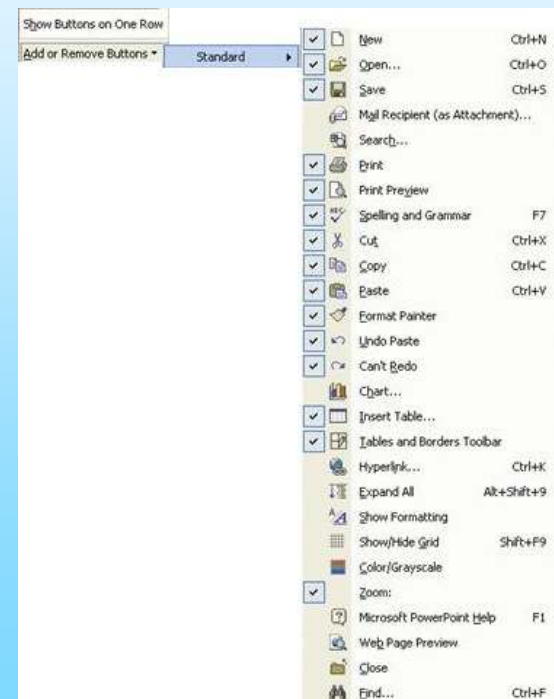 Show Buttons on One Row
Add or Remove Buttons
Standard
New Ctrl+N
Open... Ctrl+O
Save Ctrl+S
Mail Recipient (as Attachment)...
Search...
Print
Print Preview
Spelling and Grammar F7
Cut Ctrl+X
Copy Ctrl+C
Paste Ctrl+V
Format Painter
Undo Paste
Can't Redo
Chart...
Insert Table...
Tables and Borders Toolbar
Hyperlink... Ctrl+K
Expand All Alt+Shift+9
Show Formatting
Show/Hide Grid Shift+F9
Color/Grayscale
Zoom:
Microsoft PowerPoint Help F1
Web Page Preview
Close
Find... Ctrl+F